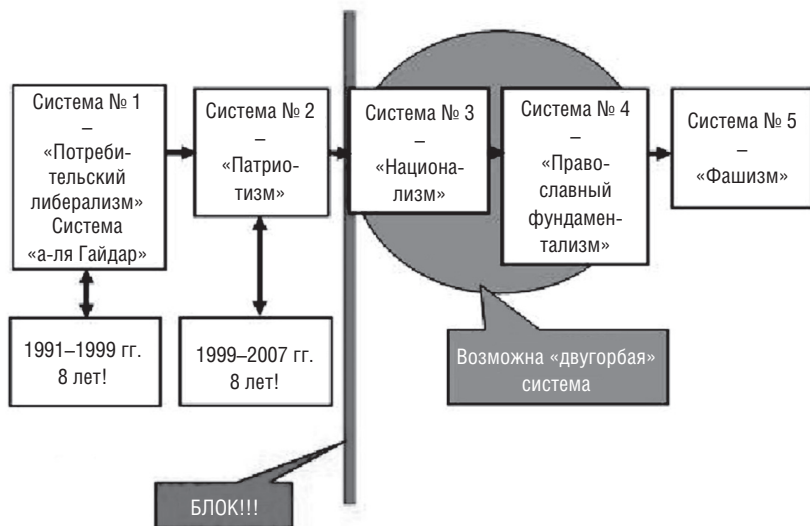 Система № 1
–
«Потреби-
тельский
либерализм»
Система
«а-ля Гайдар»
Система № 2
–
«Патрио-
тизм»
Система № 3
–
«Национа-
лизм»
Система № 4
–
«Право-
славный
фундамен-
тализм»
Система № 5
–
«Фашизм»
1991–1999 гг.
8 лет!
1999–2007 гг.
8 лет!
Возможна «двугорбая»
система
БЛОК!!!